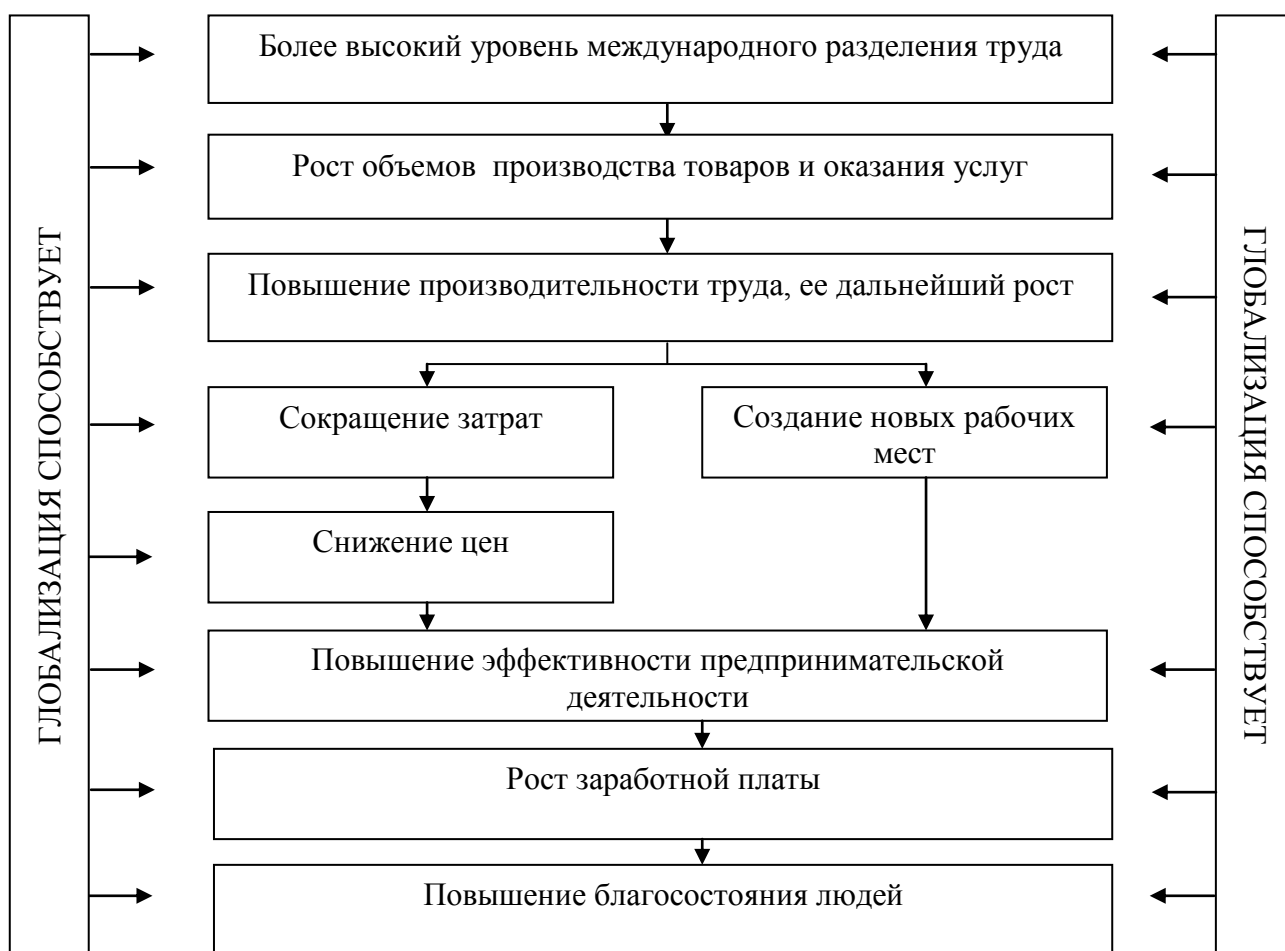 ГЛОБАЛИЗАЦИЯ СПОСОБСТВУЕТ
Более высокий уровень международного разделения труда
Рост объемов  производства товаров и оказания услуг
Повышение производительности труда, ее дальнейший рост
Сокращение затрат
Создание новых рабочих
мест
Снижение цен
Повышение эффективности предпринимательской
деятельности
Рост заработной платы
Повышение благосостояния людей
ГЛОБАЛИЗАЦИЯ СПОСОБСТВУЕТ